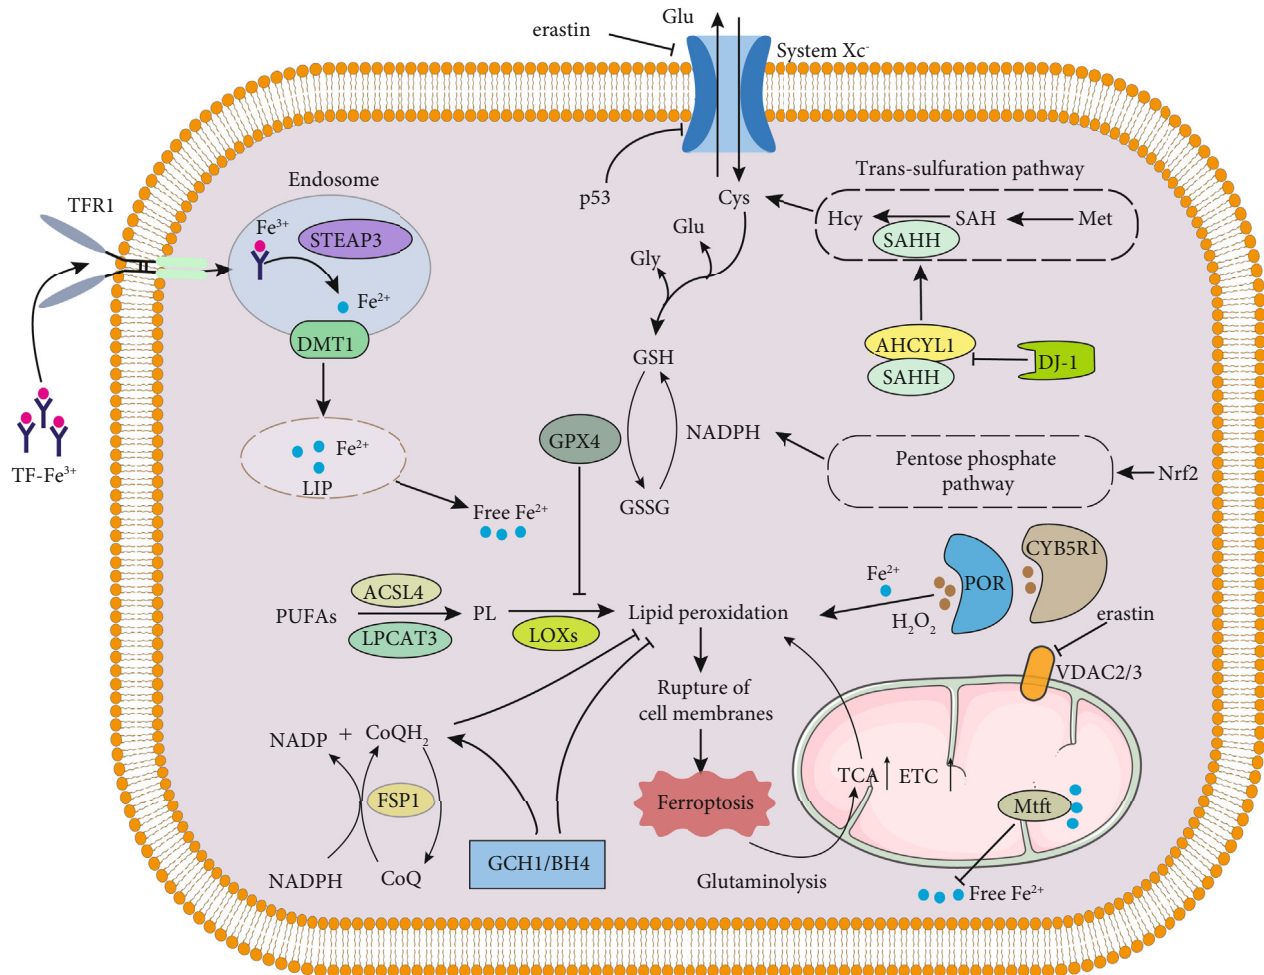 erastin
Glu
System Xc⁻
TFR1
Endosome
Fe³⁺
STEAP3
Fe²⁺
DMT1
TF-Fe³⁺
Fe²⁺
LIP
Free Fe²⁺
p53
Cys
Glu
Gly
GSH
GPX4
NADPH
GSSG
Trans-sulfuration pathway
Hcy
SAH
Met
SAHH
AHCYL1
SAHH
DJ-1
Pentose phosphate
pathway
Nrf2
PUFAs
ACSL4
LPCAT3
PL
LOXs
Lipid peroxidation
Fe²⁺
H₂O₂
POR
CYB5R1
erastin
VDAC2/3
Rupture of
cell membranes
Ferroptosis
NADP + CoQH₂
FSP1
NADPH
CoQ
GCH1/BH4
TCA
ETC
Mtft
Glutaminolysis
Free Fe²⁺